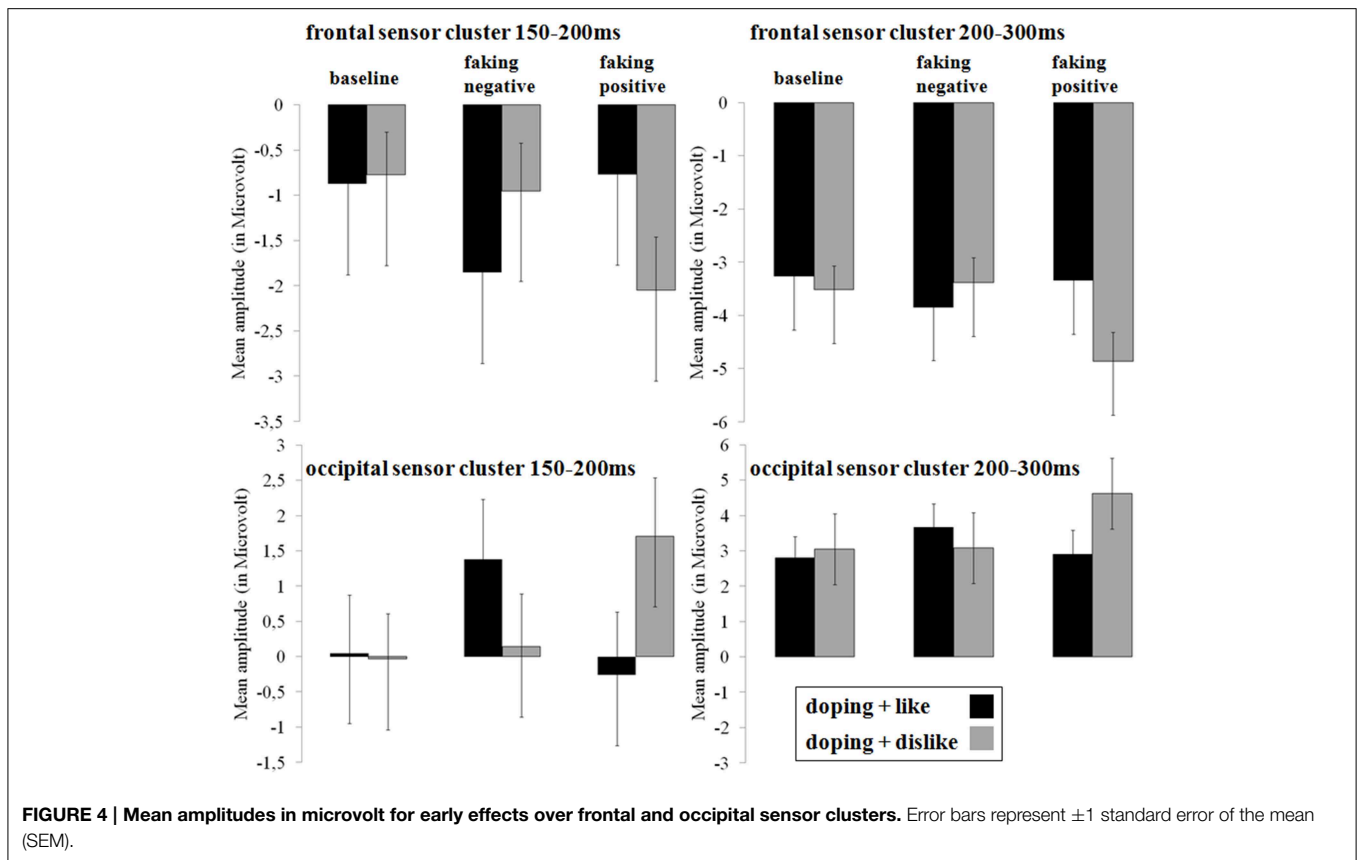 frontal sensor cluster 150-200ms
baseline
faking negative
faking positive
Mean amplitude (in Microvolt)
0
-0,5
-1
-1,5
-2
-2,5
-3
-3,5
frontal sensor cluster 200-300ms
baseline
faking negative
faking positive
Mean amplitude (in Microvolt)
0
-1
-2
-3
-4
-5
-6
occipital sensor cluster 150-200ms
Mean amplitude (in Microvolt)
3
2,5
2
1,5
1
0,5
0
-0,5
-1
-1,5
occipital sensor cluster 200-300ms
Mean amplitude (in Microvolt)
6
5
4
3
2
1
0
-1
-2
-3
doping + like
doping + dislike
FIGURE 4 | Mean amplitudes in microvolt for early effects over frontal and occipital sensor clusters. Error bars represent ±1 standard error of the mean
(SEM).